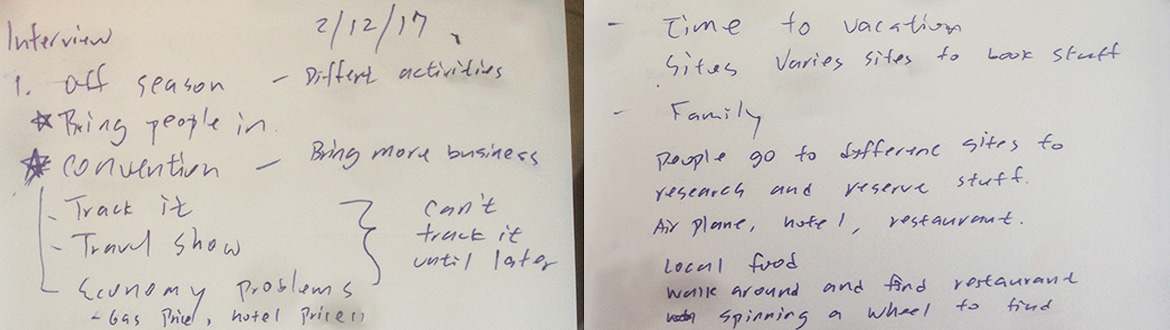 Interview 2/12/17
1. Off season - Differt activities
Bring people in.
Convention - Bring more business
- Track it
- Travel show
Economy problems
- Gas Price, hotel prices
can't
track it
until later
- Time to vacation
Sites Varies sites to book stuff
- Family
People go to different sites to
research and reserve stuff.
Air plane, hotel, restaurant.
Local food
Walk around and find restaurant
spinning a wheel to find